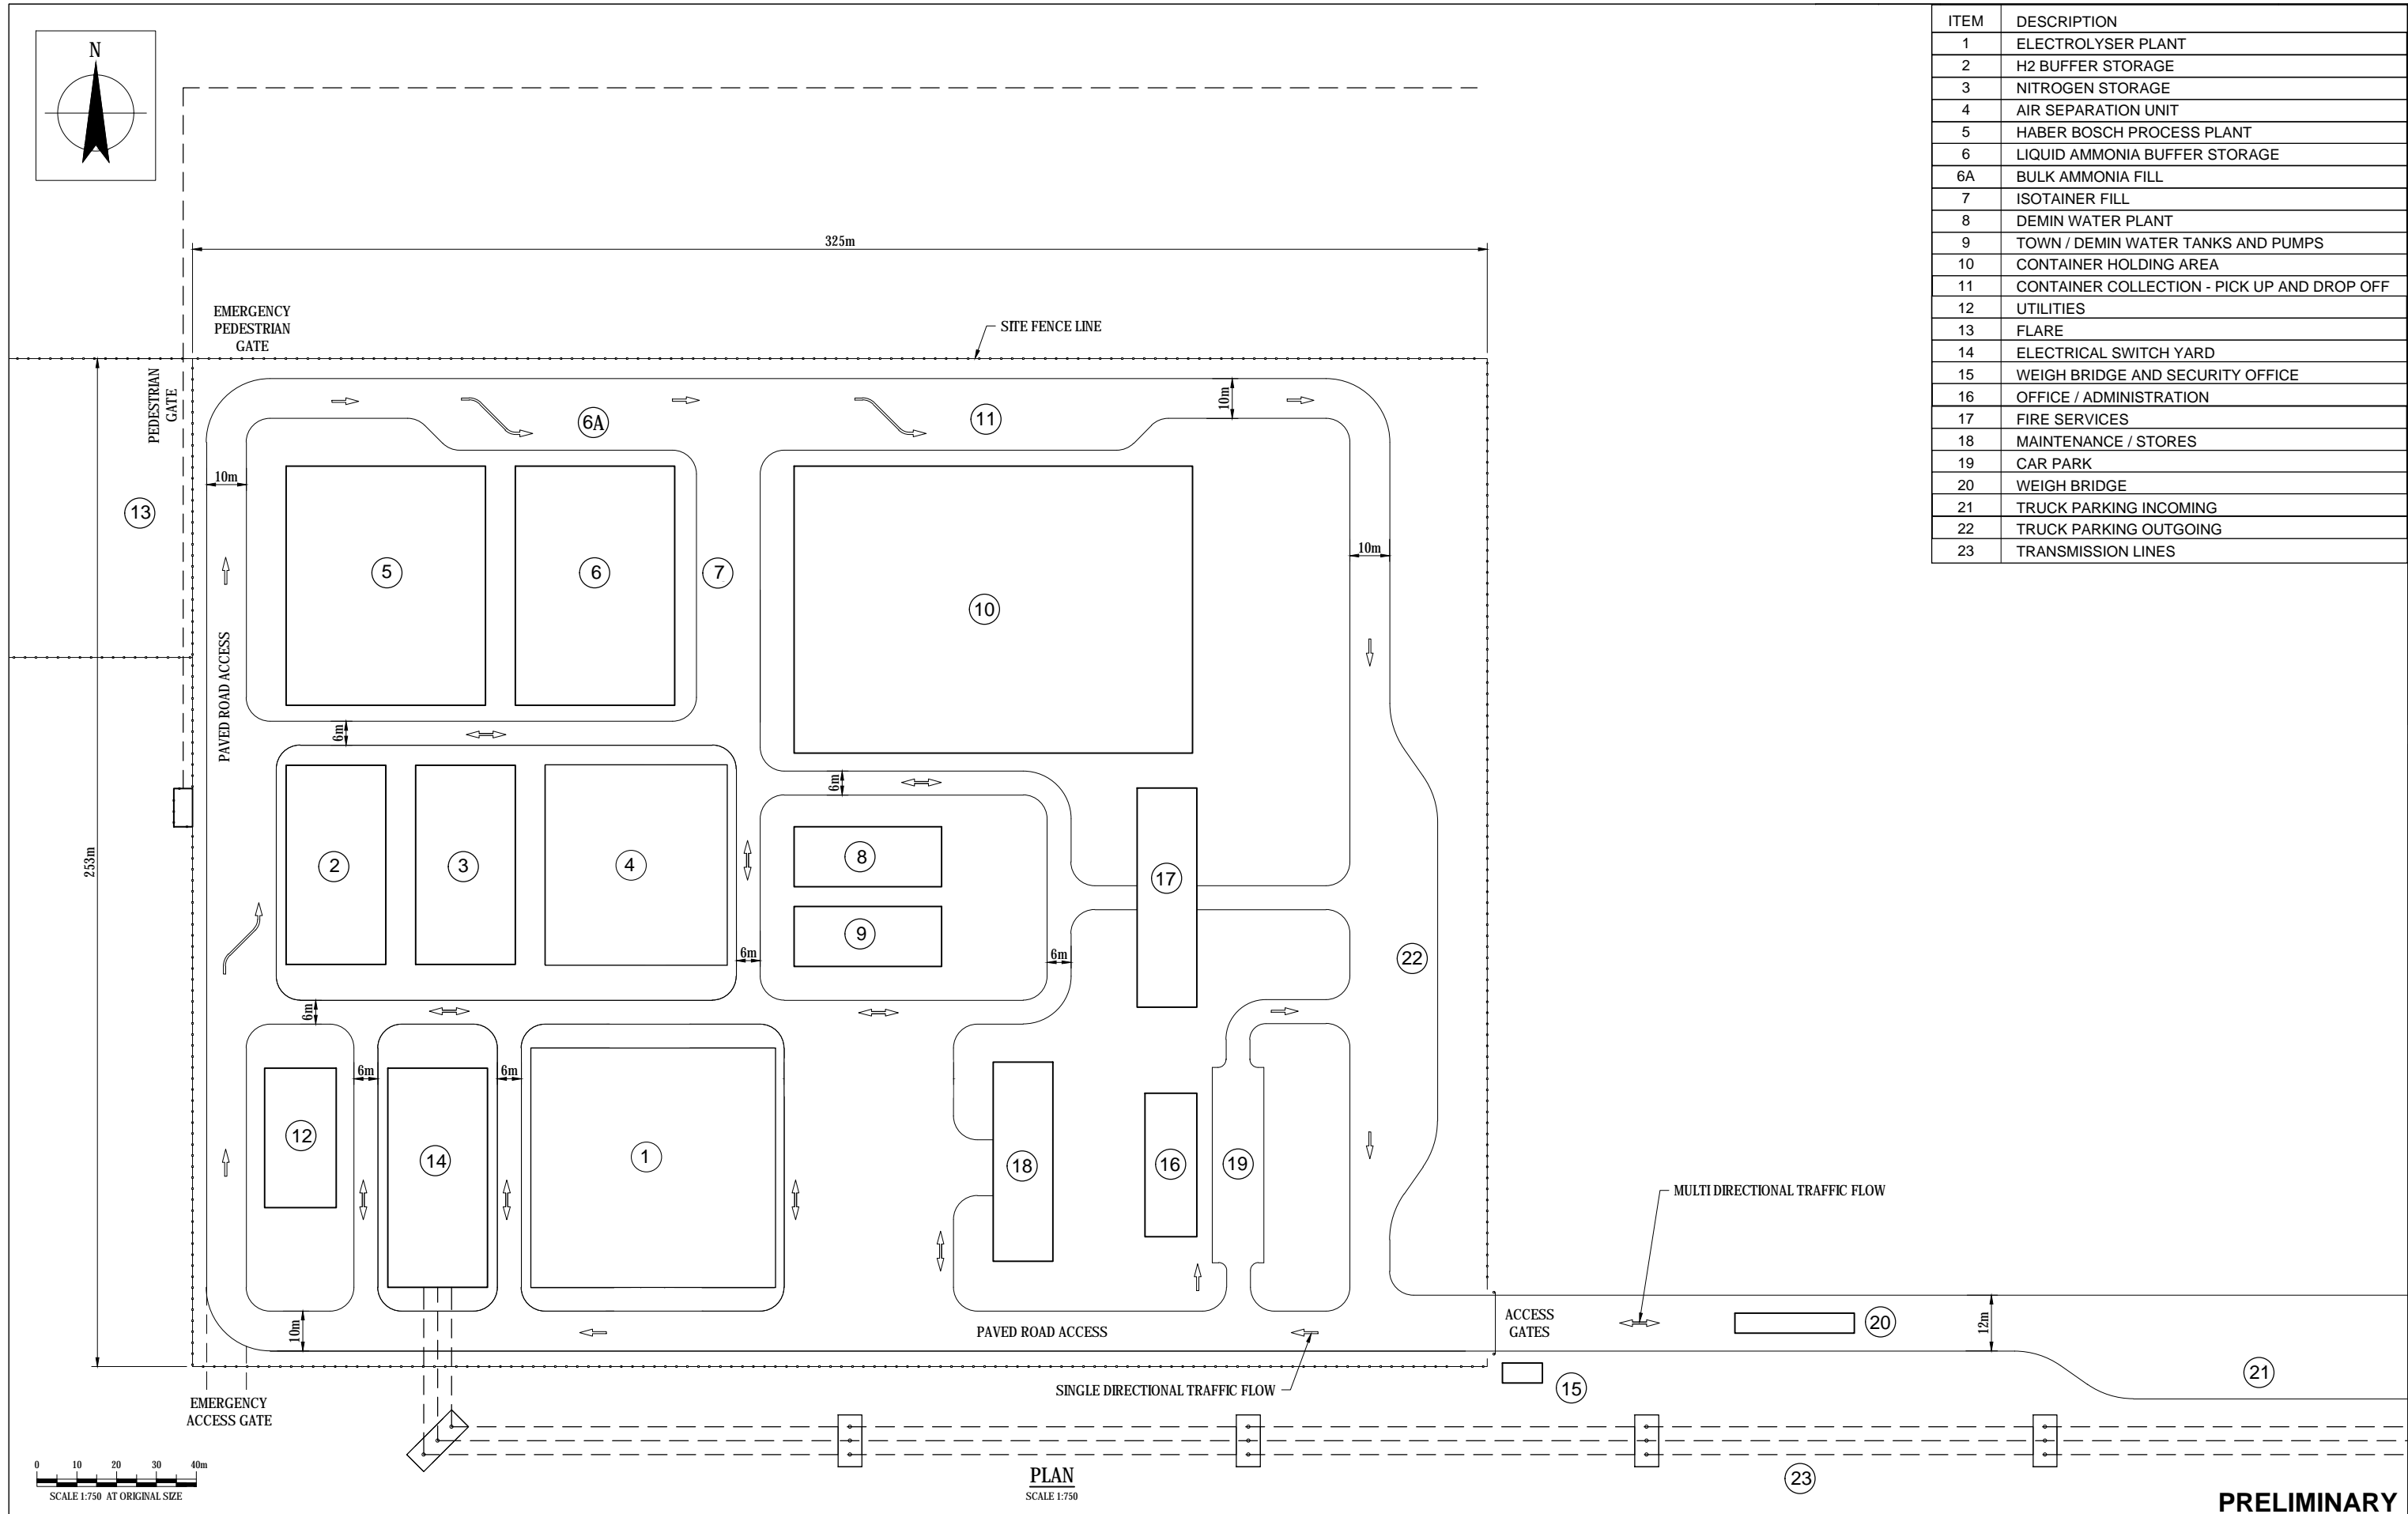 N
ITEM DESCRIPTION
1 ELECTROLYSER PLANT
2 H2 BUFFER STORAGE
3 NITROGEN STORAGE
4 AIR SEPARATION UNIT
5 HABER BOSCH PROCESS PLANT
6 LIQUID AMMONIA BUFFER STORAGE
6A BULK AMMONIA FILL
7 ISOTAINER FILL
8 DEMIN WATER PLANT
9 TOWN / DEMIN WATER TANKS AND PUMPS
10 CONTAINER HOLDING AREA
11 CONTAINER COLLECTION - PICK UP AND DROP OFF
12 UTILITIES
13 FLARE
14 ELECTRICAL SWITCH YARD
15 WEIGH BRIDGE AND SECURITY OFFICE
16 OFFICE / ADMINISTRATION
17 FIRE SERVICES
18 MAINTENANCE / STORES
19 CAR PARK
20 WEIGH BRIDGE
21 TRUCK PARKING INCOMING
22 TRUCK PARKING OUTGOING
23 TRANSMISSION LINES
325m
EMERGENCY
PEDESTRIAN
GATE
SITE FENCE LINE
PEDESTRIAN
GATE
10m
6A
11
10m
13
10m
5
6
7
10
PAVED ROAD ACCESS
6m
6m
253m
2
3
4
8
9
17
6m
6m
22
6m
6m
6m
12
14
1
18
16
19
MULTI DIRECTIONAL TRAFFIC FLOW
10m
PAVED ROAD ACCESS
ACCESS
GATES
20
12m
15
21
SINGLE DIRECTIONAL TRAFFIC FLOW
EMERGENCY
ACCESS GATE
0 10 20 30 40m
SCALE 1:750 AT ORIGINAL SIZE
PLAN
SCALE 1:750
23
PRELIMINARY